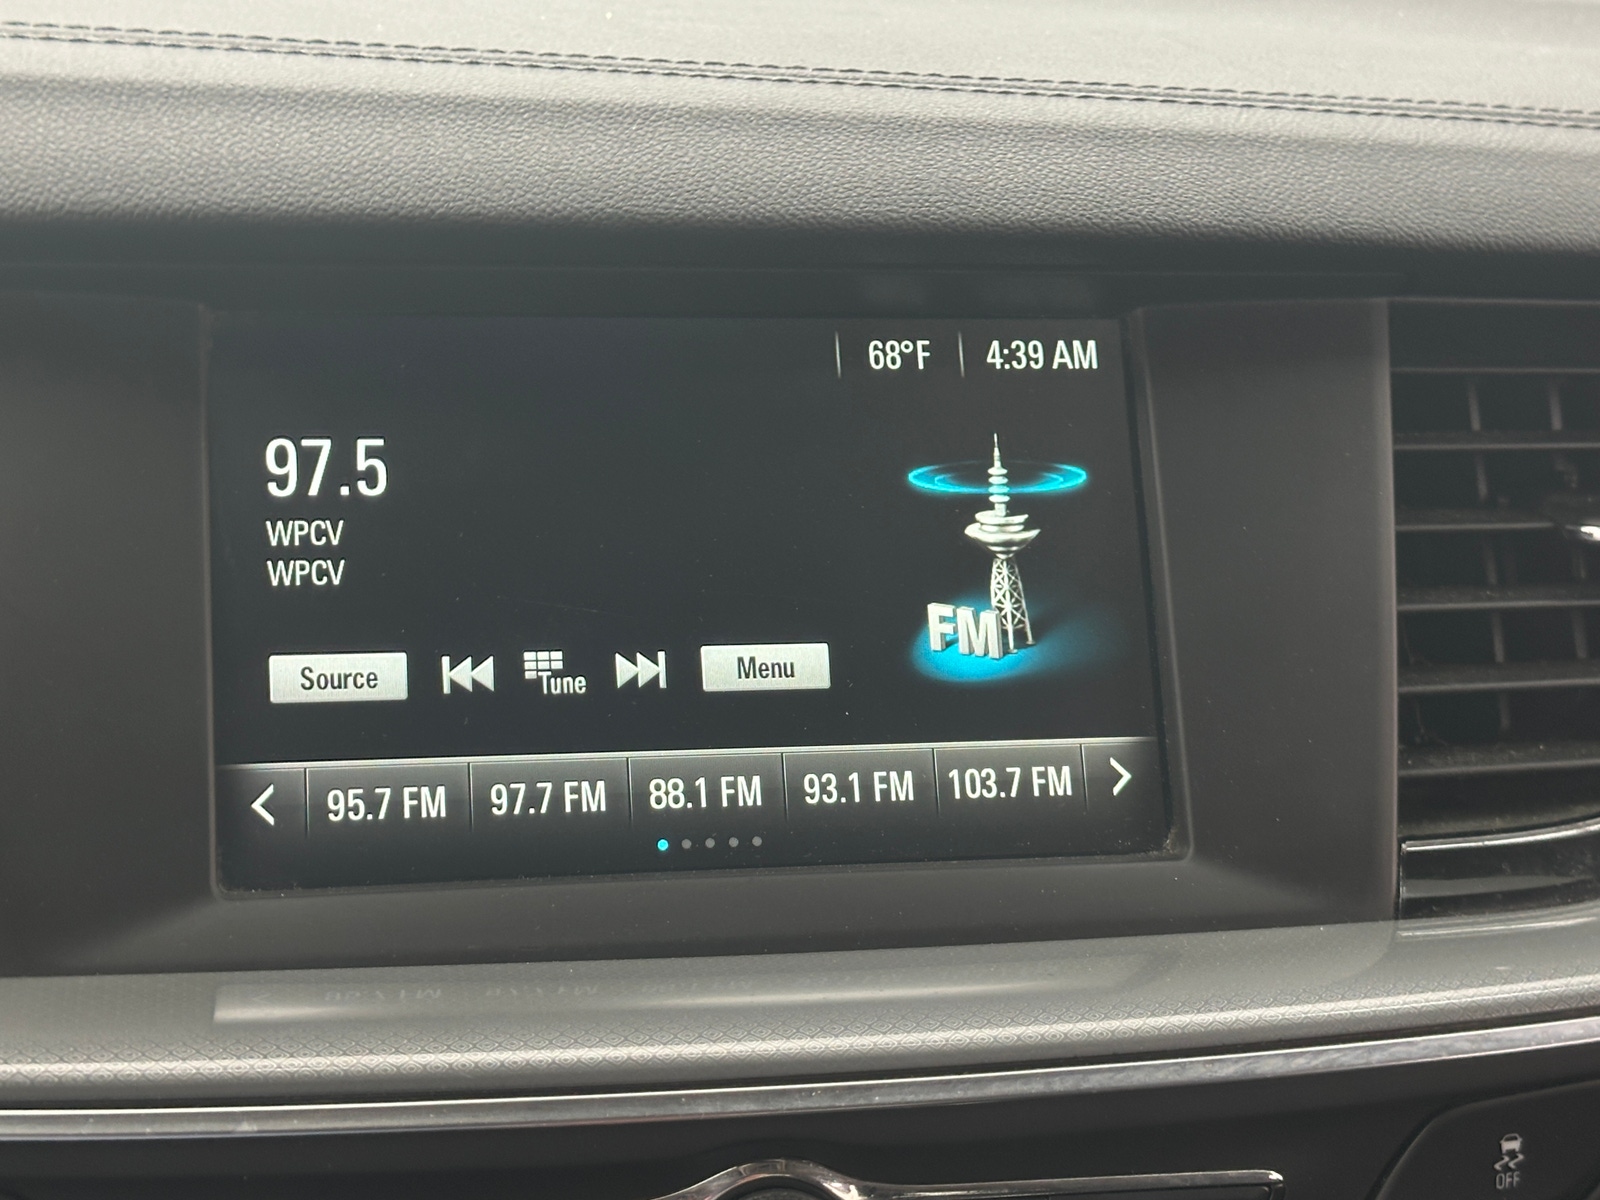 68°F 4:39 AM
97.5
WPCV
WPCV
FM
Source Tune Menu
95.7 FM 97.7 FM 88.1 FM 93.1 FM 103.7 FM
OFF